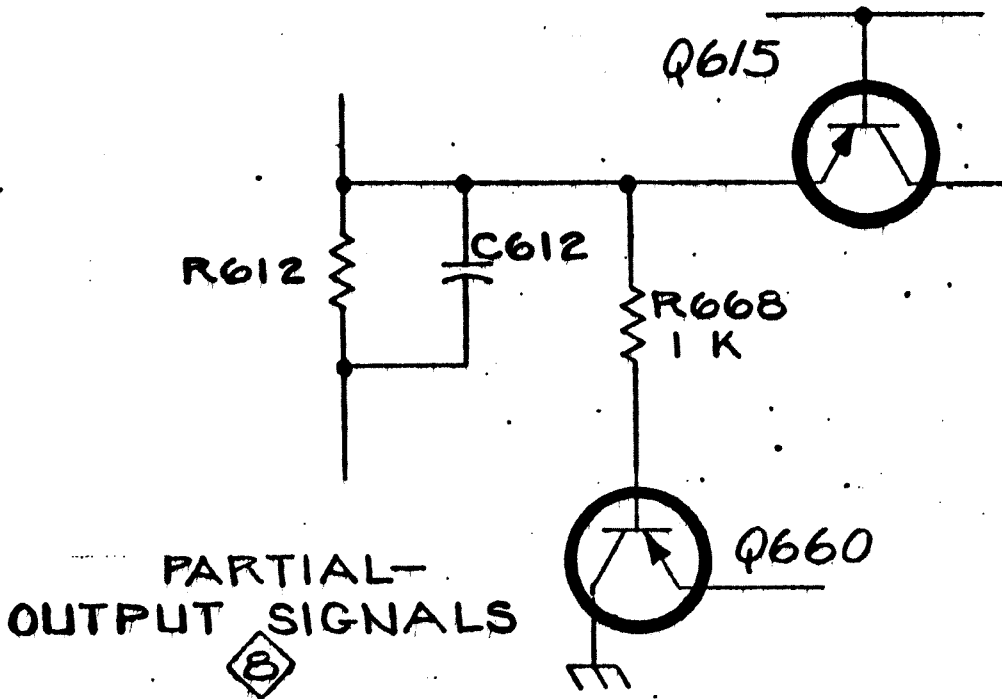 Q615
C612
R612
R668
1 K
Q660
PARTIAL-
OUTPUT SIGNALS
8